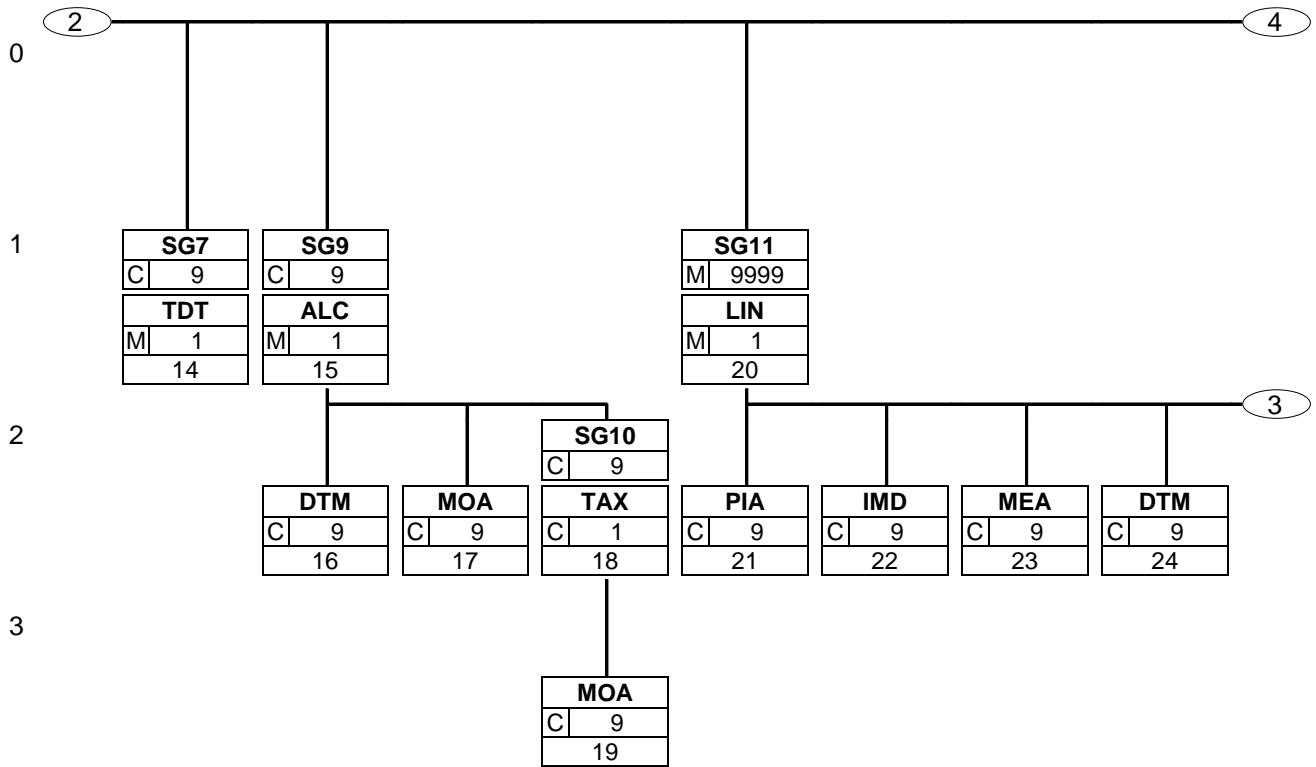 2 4
0
1
SG7 SG9 SG11
C 9 C 9 M 9999
TDT ALC LIN
M 1 M 1 M 1
14 15 20
3
2
SG10
C 9
DTM MOA TAX PIA IMD MEA DTM
C 9 C 9 C 1 C 9 C 9 C 9 C 9
16 17 18 21 22 23 24
3
MOA
C 9
19